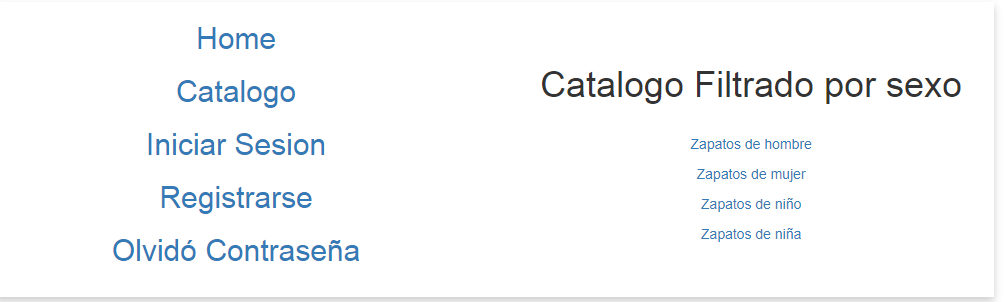 Home
Catalogo
Iniciar Sesion
Registrarse
Olvidó Contraseña
Catalogo Filtrado por sexo
Zapatos de hombre
Zapatos de mujer
Zapatos de niño
Zapatos de niña